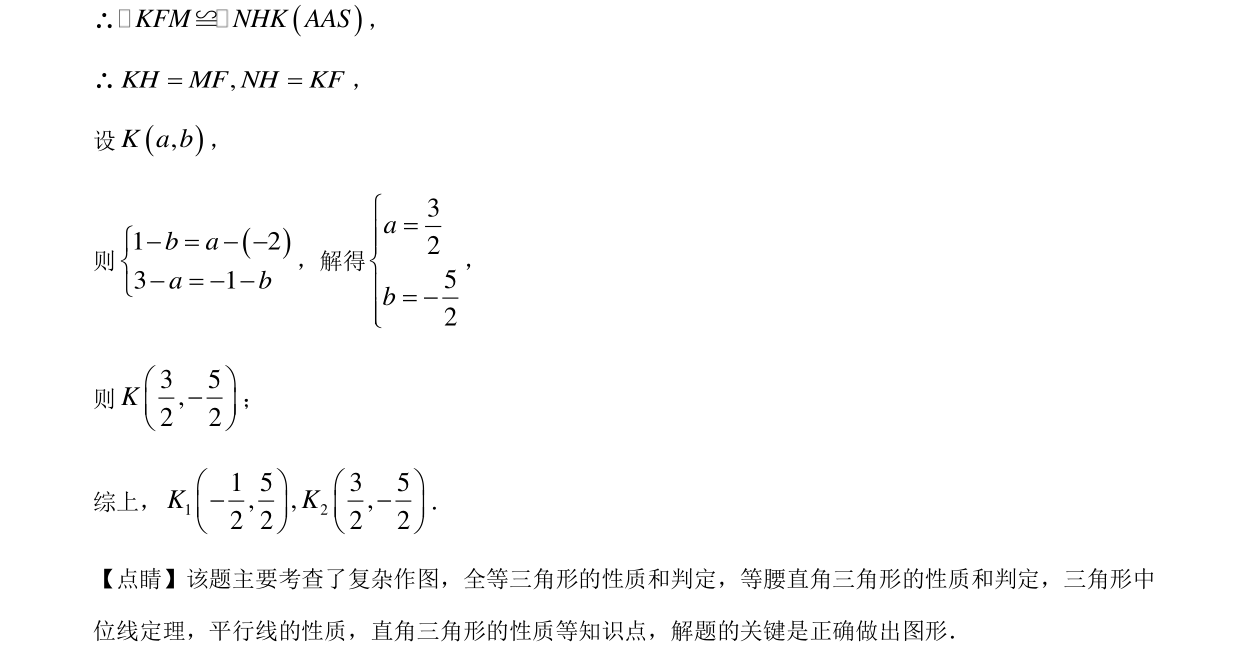 ∴□KFM≌□NHK(AAS)，
∴KH=MF,NH=KF，
设K(a,b)，
则{1−b=a−(−2) 3−a=−1−b，解得{a=3/2 b=−5/2，
则K(3/2,−5/2)；
综上，K₁(−1/2,5/2),K₂(3/2,−5/2)．
【点睛】该题主要考查了复杂作图，全等三角形的性质和判定，等腰直角三角形的性质和判定，三角形中
位线定理，平行线的性质，直角三角形的性质等知识点，解题的关键是正确做出图形．